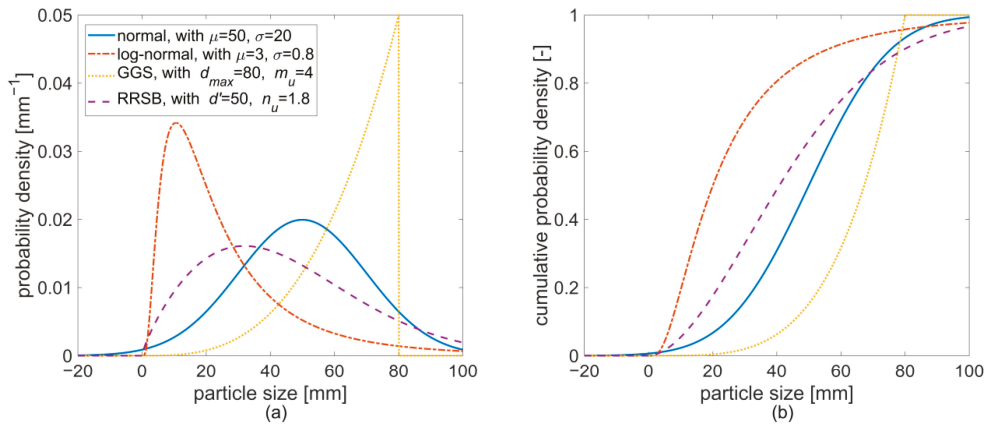 0.05
0.04
0.03
0.02
0.01
0
probability density [mm⁻¹]
normal, with μ=50, σ=20
log-normal, with μ=3, σ=0.8
GGS, with d_max=80, m_u=4
RRSB, with d'=50, n_u=1.8
−20 0 20 40 60 80 100
particle size [mm]
(a)
1
0.8
0.6
0.4
0.2
0
cumulative probability density [-]
−20 0 20 40 60 80 100
particle size [mm]
(b)